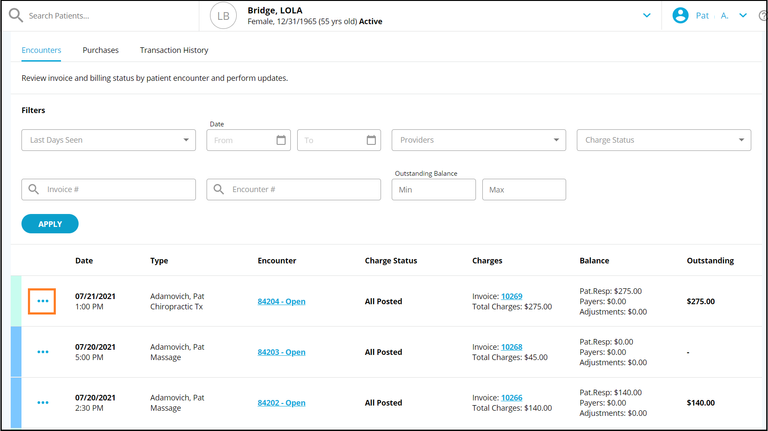 Search Patients...
LB
Bridge, LOLA
Female, 12/31/1965 (55 yrs old) Active
Pat A.
Encounters Purchases Transaction History
Review invoice and billing status by patient encounter and perform updates.
Filters
Date
Last Days Seen From To Providers Charge Status
Outstanding Balance
Invoice # Encounter # Min Max
APPLY
Date Type Encounter Charge Status Charges Balance Outstanding
07/21/2021
1:00 PM
Adamovich, Pat
Chiropractic Tx
84204 - Open
All Posted
Invoice: 10269
Total Charges: $275.00
Pat.Resp: $275.00
Payers: $0.00
Adjustments: $0.00
$275.00
07/20/2021
5:00 PM
Adamovich, Pat
Massage
84203 - Open
All Posted
Invoice: 10268
Total Charges: $45.00
Pat.Resp: $0.00
Payers: $0.00
Adjustments: $0.00
-
07/20/2021
2:30 PM
Adamovich, Pat
Massage
84202 - Open
All Posted
Invoice: 10266
Total Charges: $140.00
Pat.Resp: $140.00
Payers: $0.00
Adjustments: $0.00
$140.00